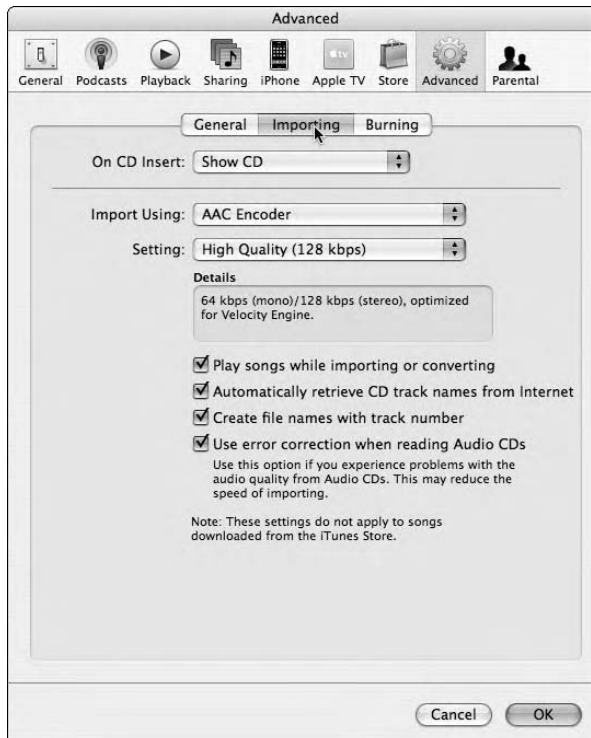 Advanced
General Podcasts Playback Sharing iPhone Apple TV Store Advanced Parental
tv
General Importing Burning
On CD Insert: Show CD
Import Using: AAC Encoder
Setting: High Quality (128 kbps)
Details
64 kbps (mono)/128 kbps (stereo), optimized
for Velocity Engine.
Play songs while importing or converting
Automatically retrieve CD track names from Internet
Create file names with track number
Use error correction when reading Audio CDs
Use this option if you experience problems with the
audio quality from Audio CDs. This may reduce the
speed of importing.
Note: These settings do not apply to songs
downloaded from the iTunes Store.
Cancel OK